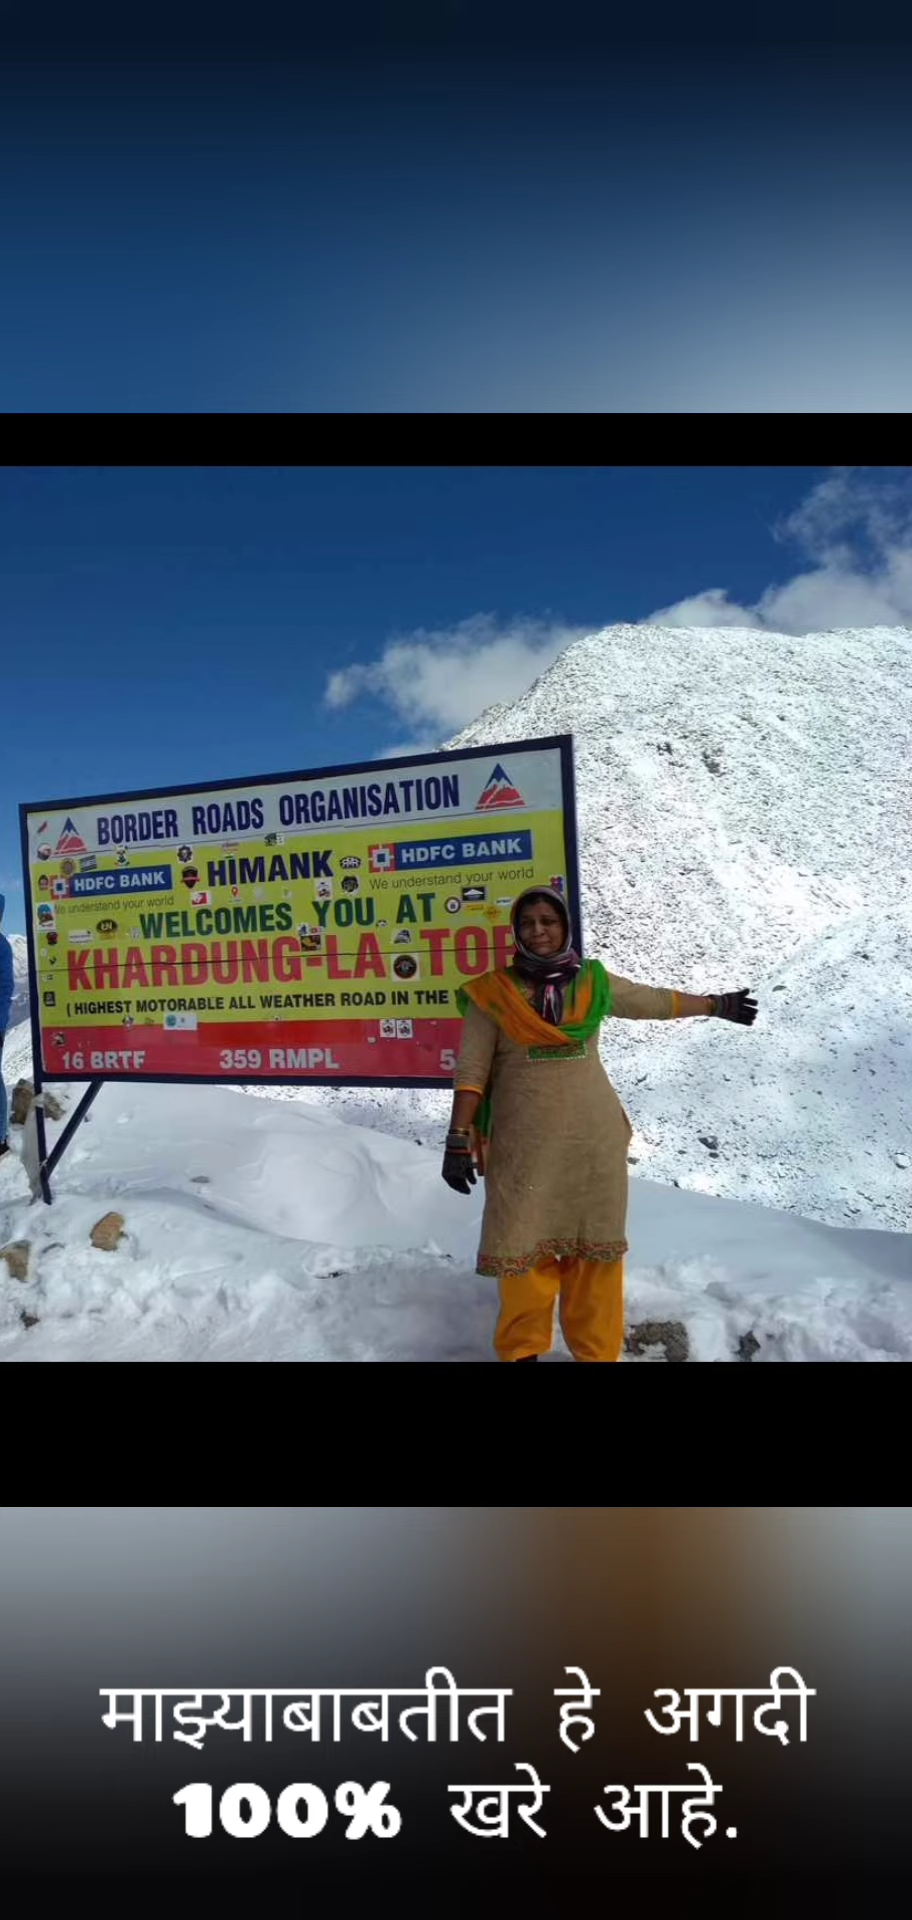 BORDER ROADS ORGANISATION
HDFC BANK HIMANK HDFC BANK
We understand your world We understand your world
WELCOMES YOU AT
KHARDUNG-LA TOP
( HIGHEST MOTORABLE ALL WEATHER ROAD IN THE
16 BRTF 359 RMPL 5
माझ्याबाबतीत हे अगदी
100% खरे आहे.